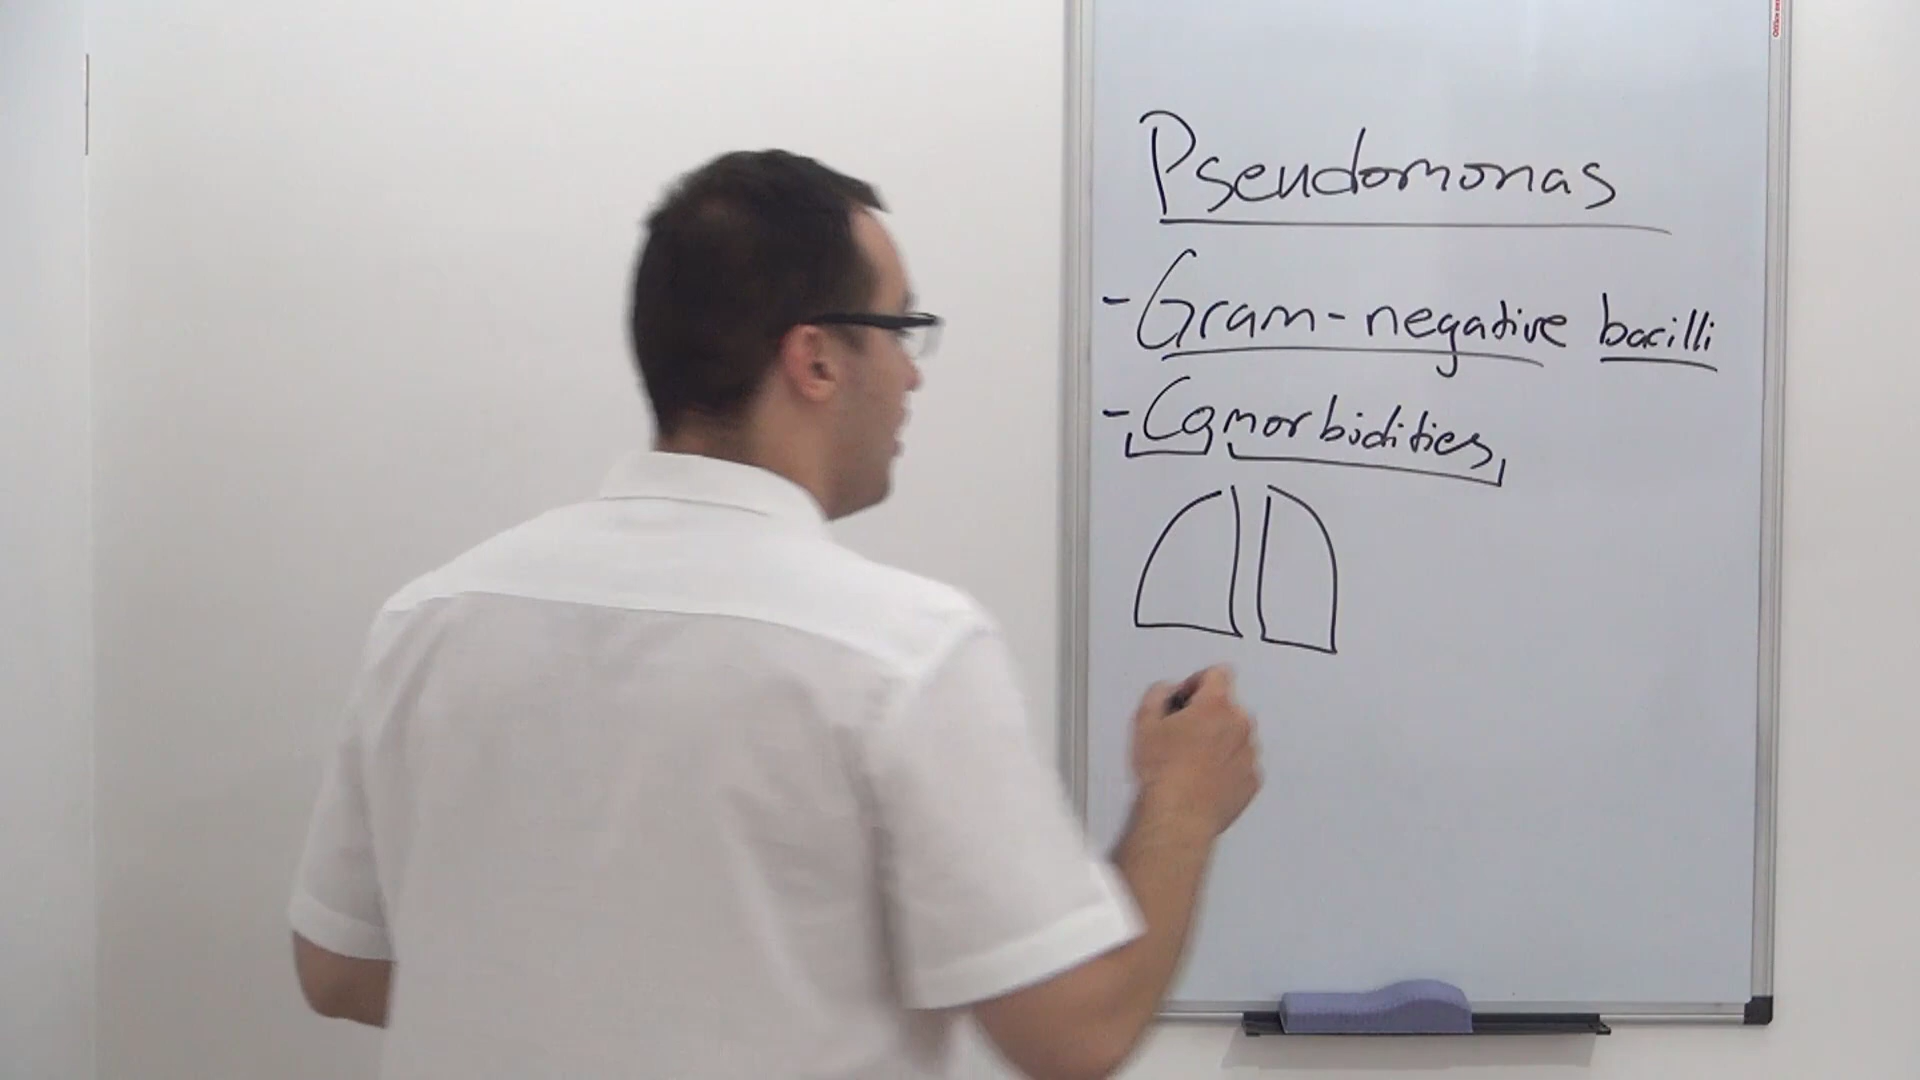 Pseudomonas
- Gram-negative bacilli
- Comorbidities